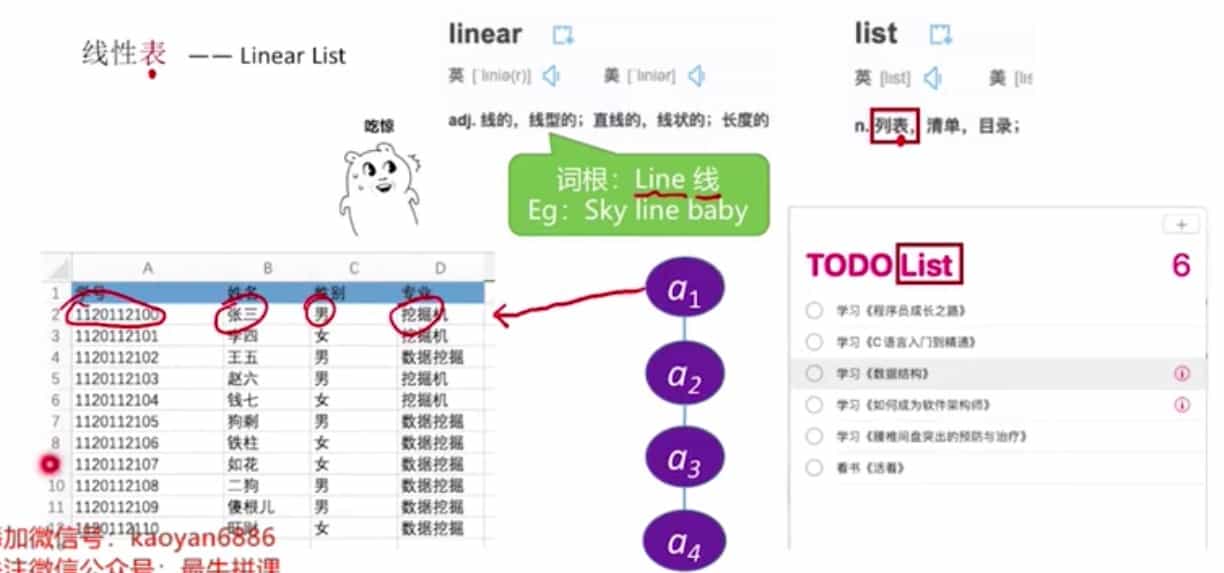 线性表 —— Linear List
linear
英 [ˈlɪniə(r)] 美 [ˈlɪniər]
adj. 线的，线型的；直线的，线状的；长度的
list
英 [lɪst] 美 [lɪs
n. 列表，清单，目录；
吃惊
词根：Line 线
Eg：Sky line baby
A B C D
1 学号 姓名 性别 专业
2 1120112100 张三 男 挖掘机
3 1120112101 李四 女 挖掘机
4 1120112102 王五 男 数据挖掘
5 1120112103 赵六 男 挖掘机
6 1120112104 钱七 女 挖掘机
7 1120112105 狗剩 男 数据挖掘
8 1120112106 铁柱 女 数据挖掘
1120112107 如花 女 数据挖掘
10 1120112108 二狗 男 数据挖掘
11 1120112109 傻根儿 男 数据挖掘
1120112110 旺财 女 数据挖掘
a1
a2
a3
a4
+
TODO List 6
学习《程序员成长之路》
学习《C语言入门到精通》
学习《数据结构》
学习《如何成为软件架构师》
学习《腰椎间盘突出的预防与治疗》
看书《活着》
加微信号：kaoyan6886
注微信公众号：最牛拼课